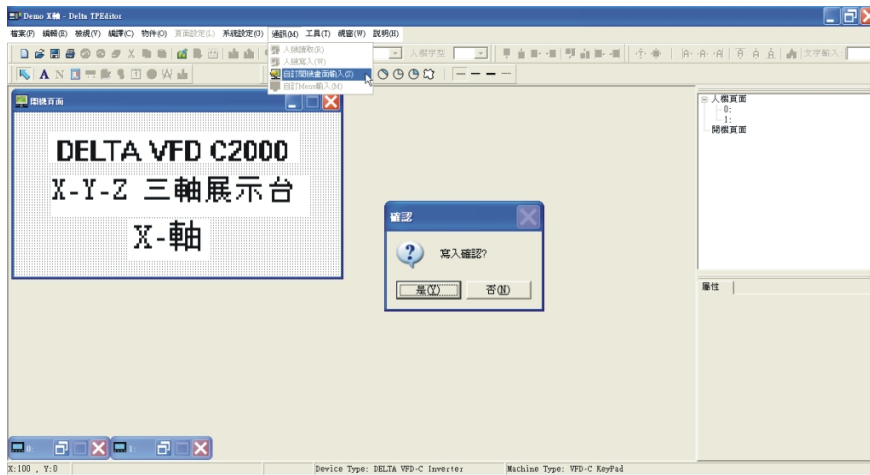 Demo X軸 - Delta TPEditor
檔案(F) 編輯(E) 檢視(V) 編譯(C) 物件(O) 頁面設定(L) 系統設定(O) 通訊(M) 工具(T) 視窗(W) 說明(H)
人機讀取(R)
人機寫入(W)
自訂開機畫面輸入(S)
自訂Menu輸入(M)
人機字型
文字輸入:
開機頁面
DELTA VFD C2000
X-Y-Z 三軸展示台
X-軸
確認
寫入確認?
是(Y)
否(N)
人機頁面
0:
1:
開機頁面
屬性
0:
1:
X:100 , Y:0
Device Type: DELTA VFD-C Inverter
Machine Type: VFD-C KeyPad